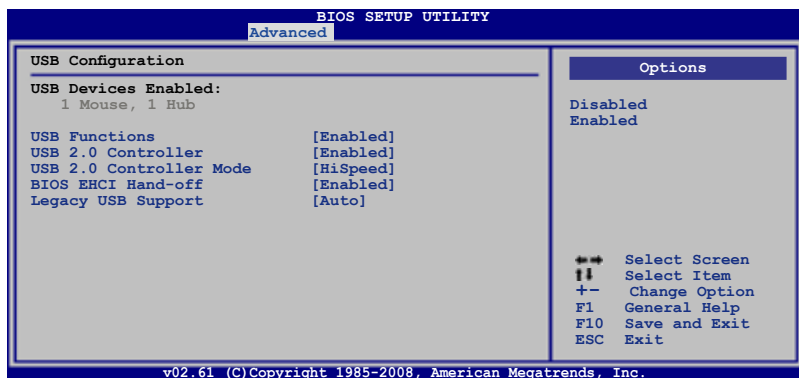 BIOS SETUP UTILITY
Advanced
USB Configuration
USB Devices Enabled:
1 Mouse, 1 Hub
USB Functions [Enabled]
USB 2.0 Controller [Enabled]
USB 2.0 Controller Mode [HiSpeed]
BIOS EHCI Hand-off [Enabled]
Legacy USB Support [Auto]
Options
Disabled
Enabled
←→ Select Screen
↑↓ Select Item
+- Change Option
F1 General Help
F10 Save and Exit
ESC Exit
v02.61 (C)Copyright 1985-2008, American Megatrends, Inc.